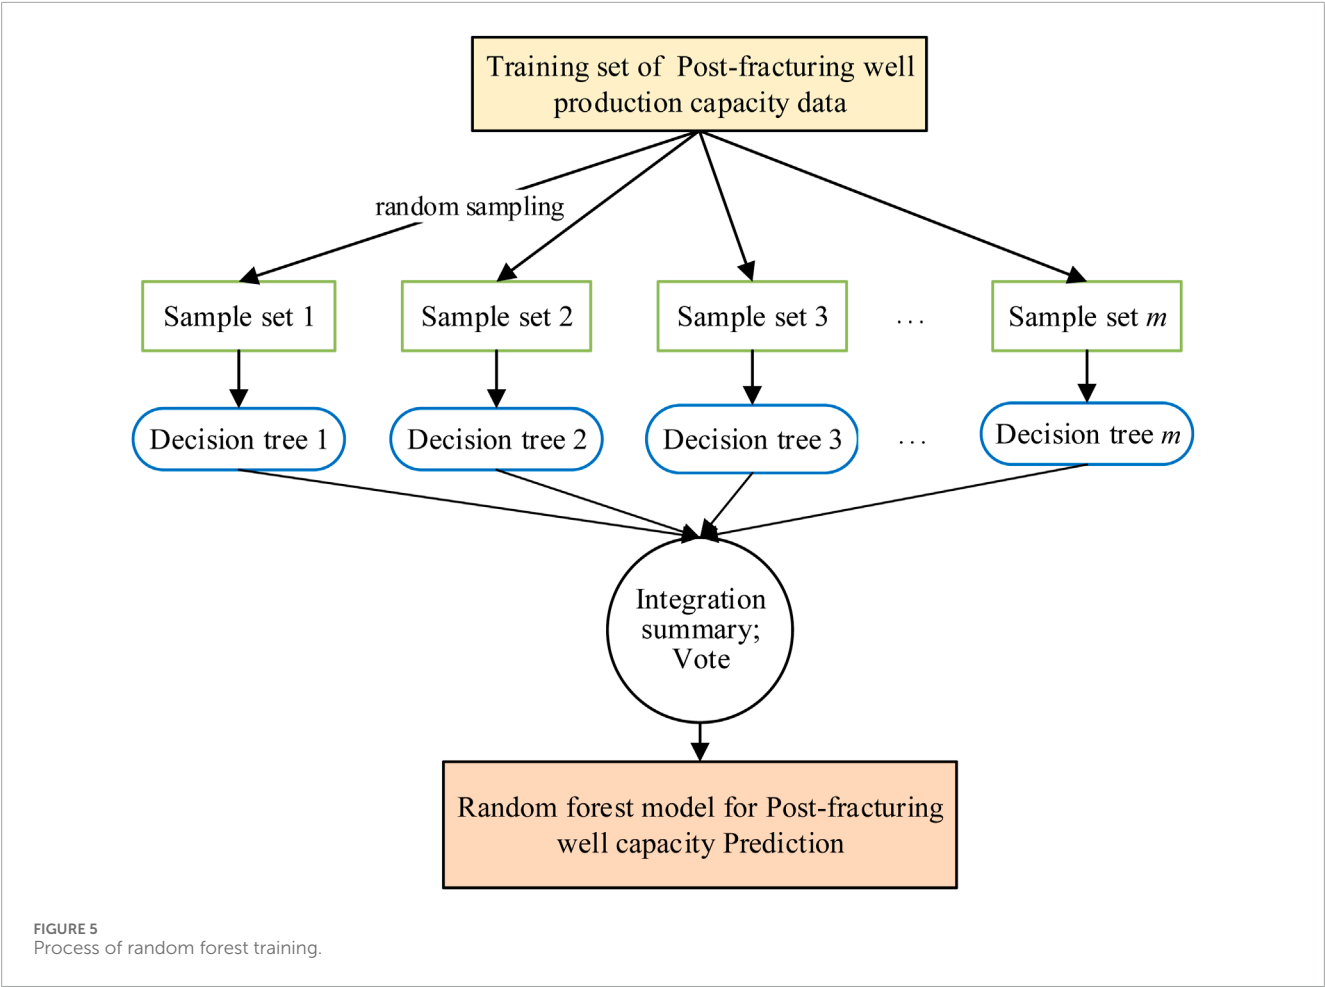 Training set of Post-fracturing well
production capacity data
random sampling
Sample set 1
Sample set 2
Sample set 3
...
Sample set m
Decision tree 1
Decision tree 2
Decision tree 3
...
Decision tree m
Integration
summary;
Vote
Random forest model for Post-fracturing
well capacity Prediction
FIGURE 5
Process of random forest training.